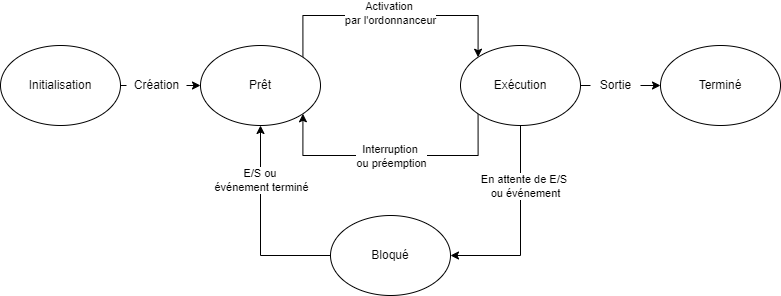 Activation
par l'ordonnanceur
Initialisation
Création
Prêt
Exécution
Sortie
Terminé
Interruption
ou préemption
E/S ou
événement terminé
En attente de E/S
ou événement
Bloqué